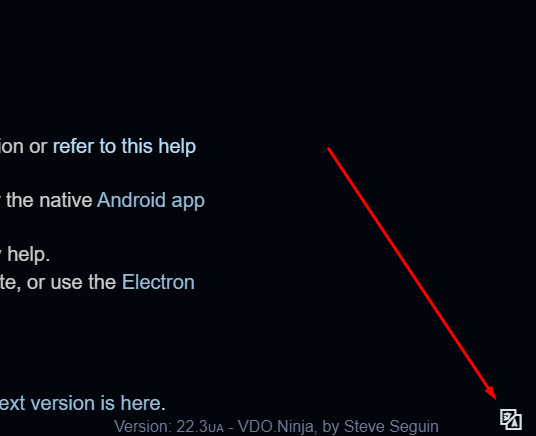 ion or refer to this help
the native Android app
help.
te, or use the Electron
ext version is here.
Version: 22.3UA - VDO.Ninja, by Steve Seguin